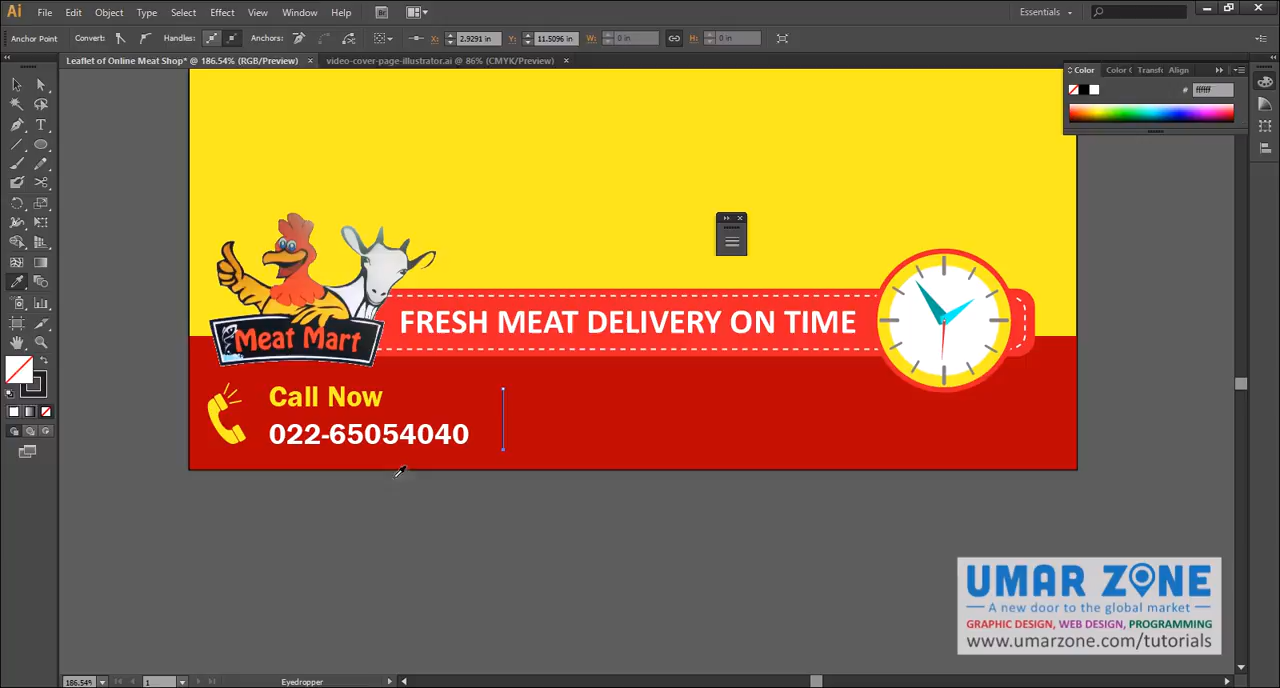 Ai File Edit Object Type Select Effect View Window Help Br Essentials
Anchor Point Convert: Handles: Anchors: X: 2.9291 in Y: 11.5096 in W: 0 in H: 0 in
Leaflet of Online Meat Shop* @ 186.54% (RGB/Preview) × video-cover-page-illustrator.ai @ 86% (CMYK/Preview) ×
Color Color Transf Align
# ffffff
Meat Mart
FRESH MEAT DELIVERY ON TIME
Call Now
022-65054040
UMAR ZONE
A new door to the global market
GRAPHIC DESIGN, WEB DESIGN, PROGRAMMING
www.umarzone.com/tutorials
186.54% 1 Eyedropper